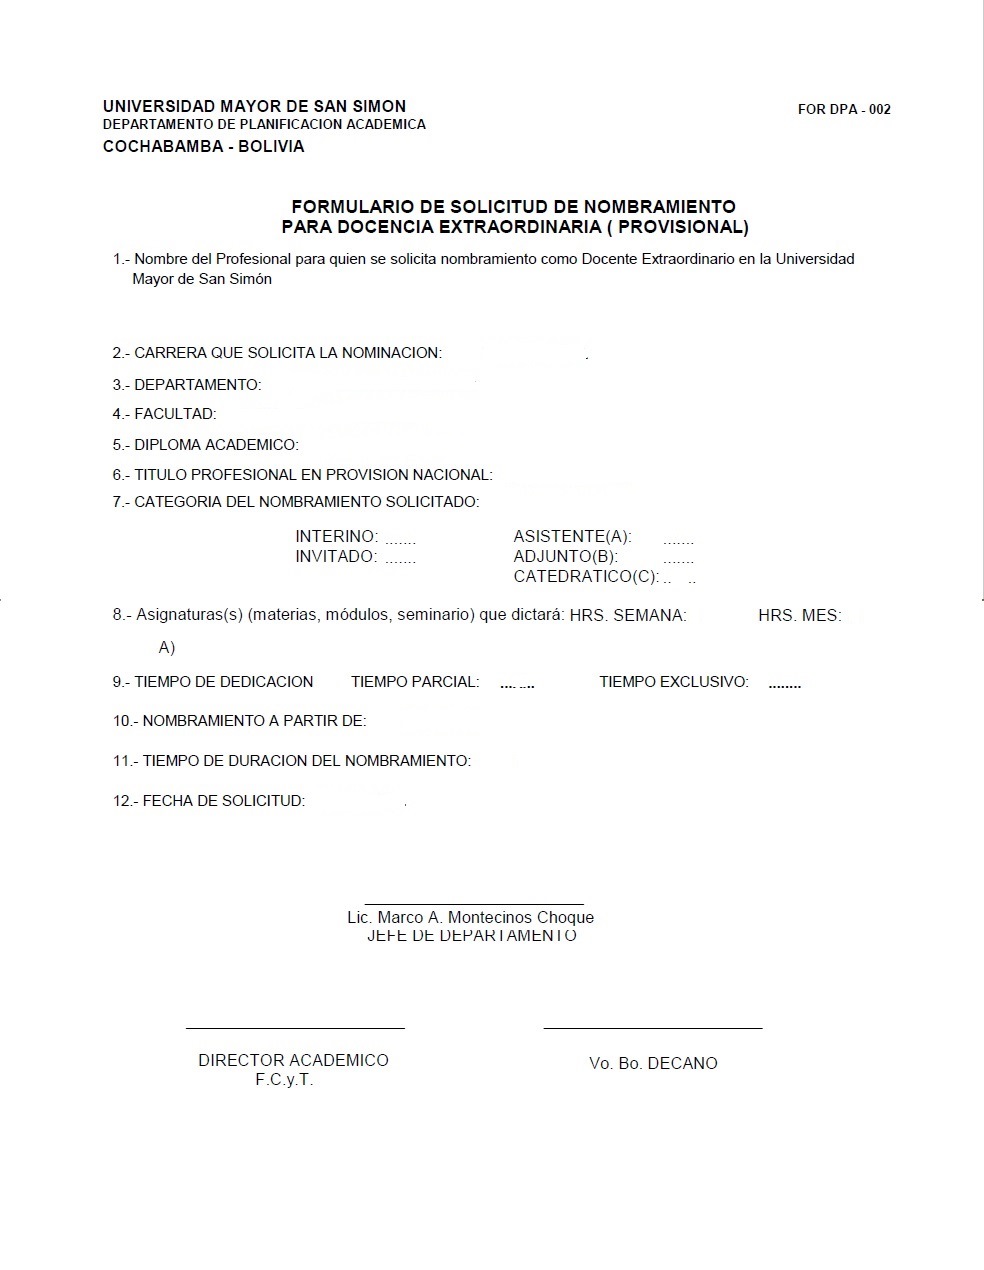 UNIVERSIDAD MAYOR DE SAN SIMON
FOR DPA - 002
DEPARTAMENTO DE PLANIFICACION ACADEMICA
COCHABAMBA - BOLIVIA
FORMULARIO DE SOLICITUD DE NOMBRAMIENTO
PARA DOCENCIA EXTRAORDINARIA ( PROVISIONAL)
1.- Nombre del Profesional para quien se solicita nombramiento como Docente Extraordinario en la Universidad
Mayor de San Simón
2.- CARRERA QUE SOLICITA LA NOMINACION: .
3.- DEPARTAMENTO:
4.- FACULTAD:
5.- DIPLOMA ACADEMICO:
6.- TITULO PROFESIONAL EN PROVISION NACIONAL:
7.- CATEGORIA DEL NOMBRAMIENTO SOLICITADO:
INTERINO: ....... ASISTENTE(A): .......
INVITADO: ....... ADJUNTO(B): .......
CATEDRATICO(C): .. ..
8.- Asignaturas(s) (materias, módulos, seminario) que dictará: HRS. SEMANA: HRS. MES:
A)
9.- TIEMPO DE DEDICACION TIEMPO PARCIAL: ....... TIEMPO EXCLUSIVO: ........
10.- NOMBRAMIENTO A PARTIR DE:
11.- TIEMPO DE DURACION DEL NOMBRAMIENTO:
12.- FECHA DE SOLICITUD: .
Lic. Marco A. Montecinos Choque
JEFE DE DEPARTAMENTO
DIRECTOR ACADEMICO
F.C.y.T.
Vo. Bo. DECANO